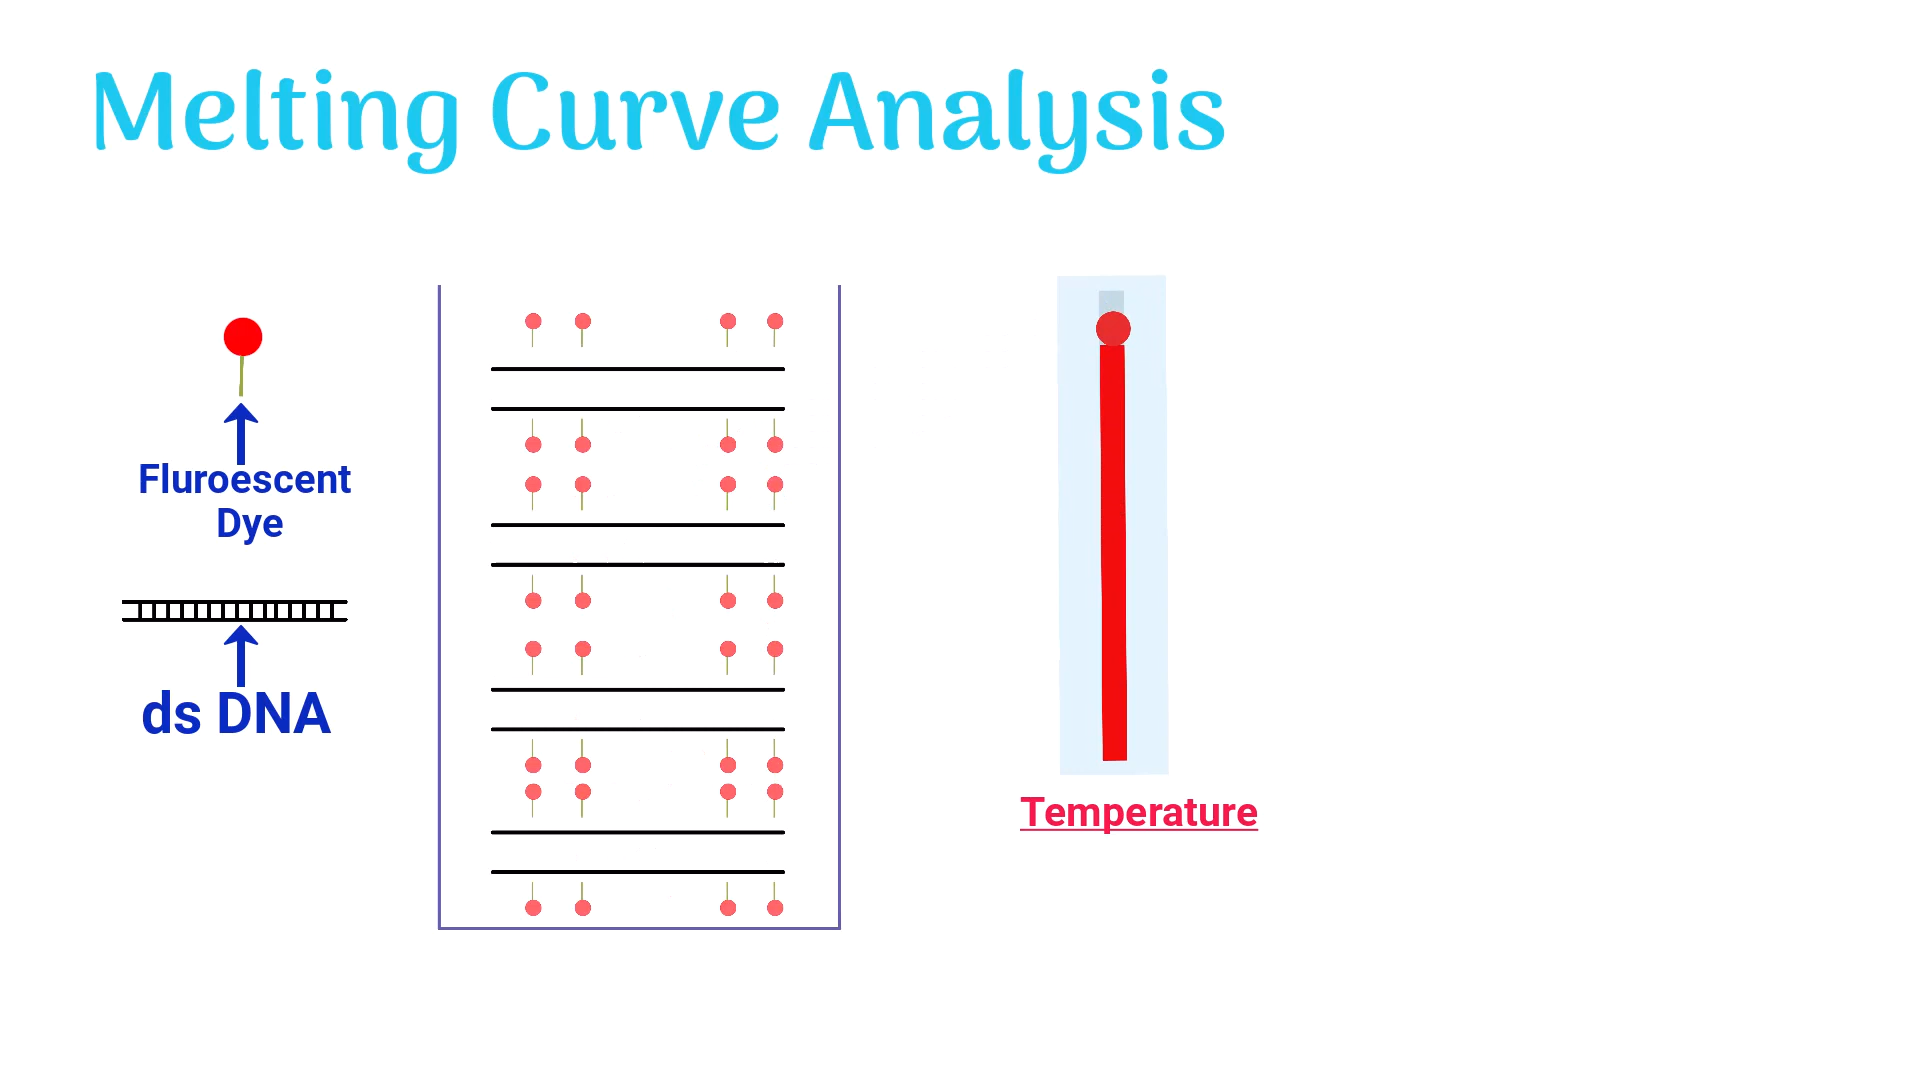 Melting Curve Analysis
Fluroescent
Dye
ds DNA
Temperature